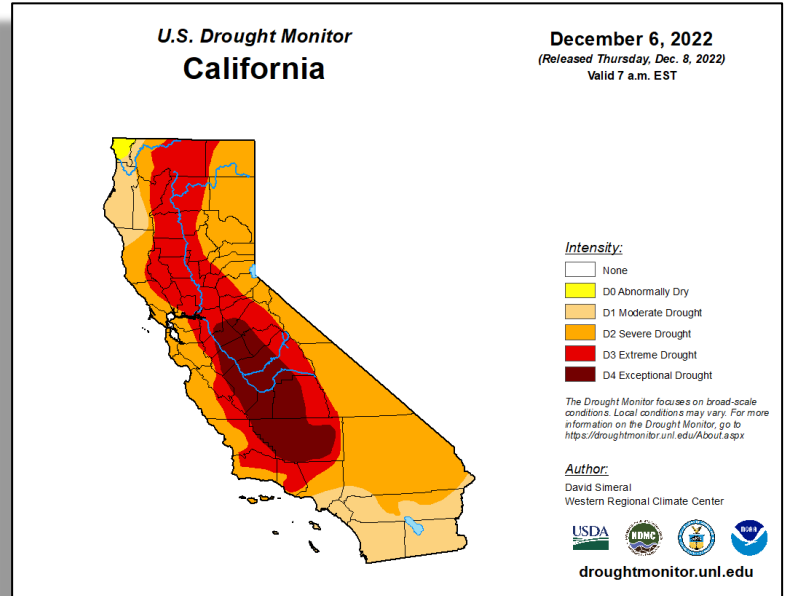 U.S. Drought Monitor
California
December 6, 2022
(Released Thursday, Dec. 8, 2022)
Valid 7 a.m. EST
Intensity:
None
D0 Abnormally Dry
D1 Moderate Drought
D2 Severe Drought
D3 Extreme Drought
D4 Exceptional Drought
The Drought Monitor focuses on broad-scale
conditions. Local conditions may vary. For more
information on the Drought Monitor, go to
https://droughtmonitor.unl.edu/About.aspx
Author:
David Simeral
Western Regional Climate Center
USDA
NDMC
NOAA
droughtmonitor.unl.edu